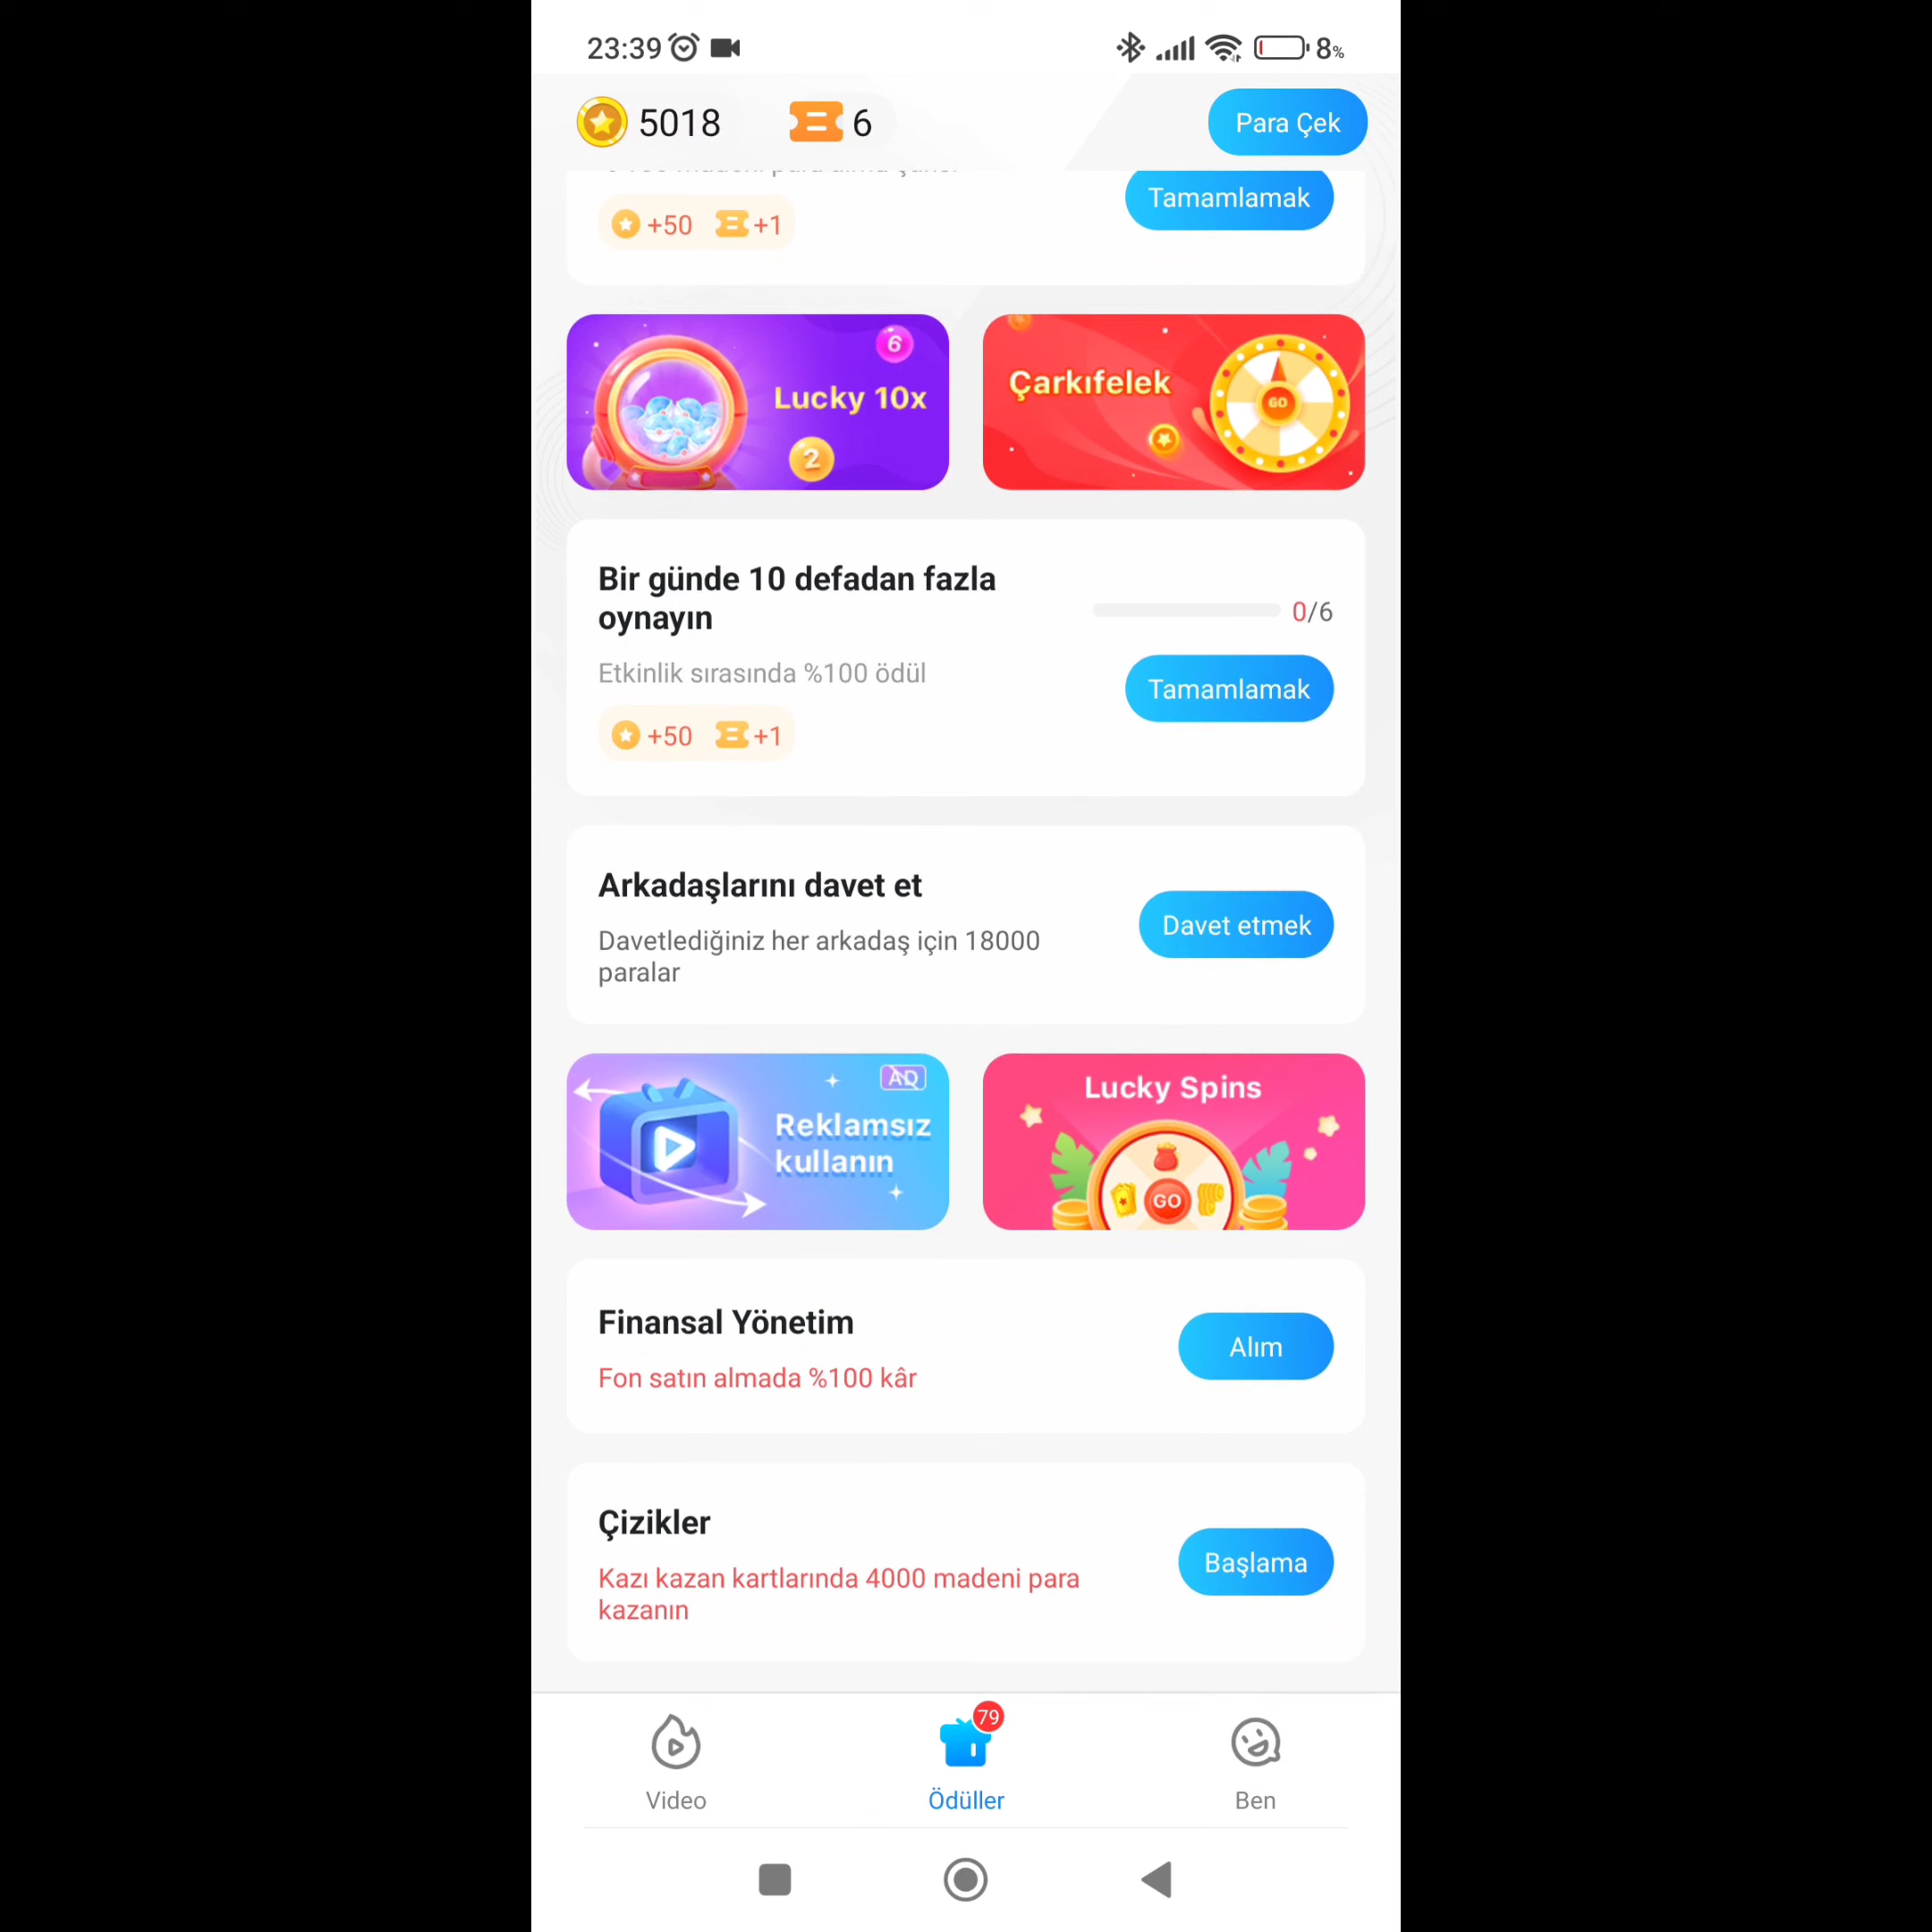 23:39
8%
5018
6
Para Çek
Tamamlamak
+50
+1
6
Lucky 10x
2
Çarkıfelek
GO
Bir günde 10 defadan fazla
oynayın
0/6
Etkinlik sırasında %100 ödül
Tamamlamak
+50
+1
Arkadaşlarını davet et
Davetlediğiniz her arkadaş için 18000
paralar
Davet etmek
AD
Reklamsız
kullanın
Lucky Spins
GO
Finansal Yönetim
Fon satın almada %100 kâr
Alım
Çizikler
Kazı kazan kartlarında 4000 madeni para
kazanın
Başlama
79
Video
Ödüller
Ben